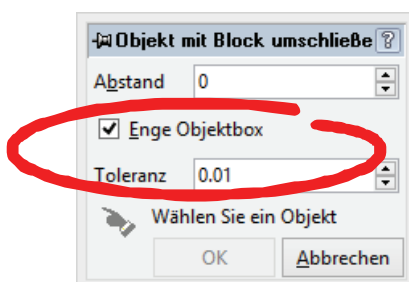 Objekt mit Block umschließe ?
Abstand 0
Enge Objektbox
Toleranz 0.01
Wählen Sie ein Objekt
OK Abbrechen